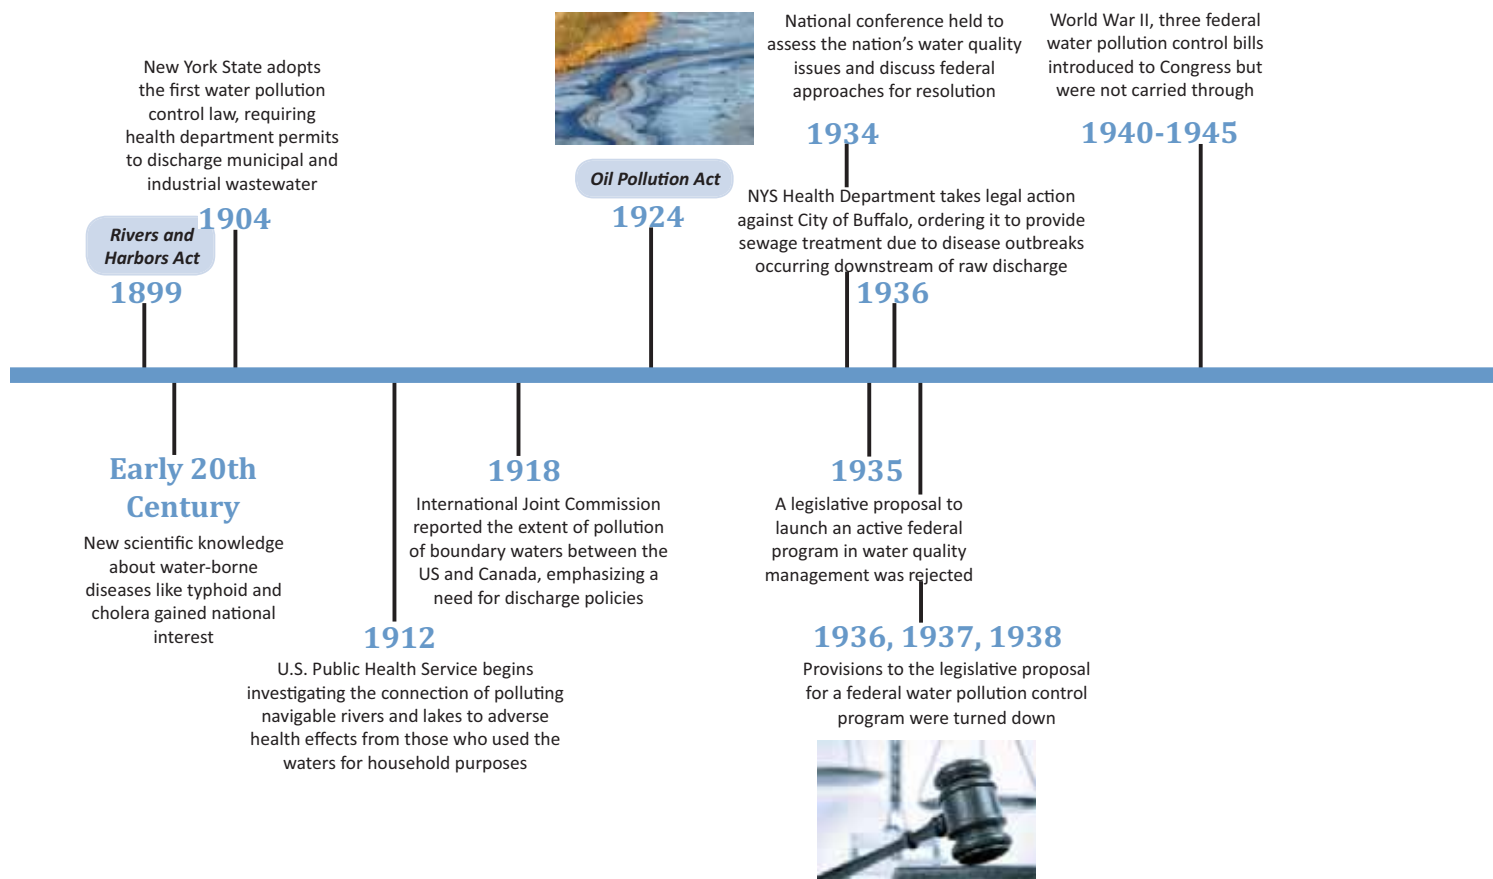 New York State adopts
the first water pollution
control law, requiring
health department permits
to discharge municipal and
industrial wastewater
1904
Rivers and
Harbors Act
1899
Oil Pollution Act
1924
National conference held to
assess the nation’s water quality
issues and discuss federal
approaches for resolution
1934
NYS Health Department takes legal action
against City of Buffalo, ordering it to provide
sewage treatment due to disease outbreaks
occurring downstream of raw discharge
1936
World War II, three federal
water pollution control bills
introduced to Congress but
were not carried through
1940-1945
Early 20th
Century
New scientific knowledge
about water-borne
diseases like typhoid and
cholera gained national
interest
1912
U.S. Public Health Service begins
investigating the connection of polluting
navigable rivers and lakes to adverse
health effects from those who used the
waters for household purposes
1918
International Joint Commission
reported the extent of pollution
of boundary waters between the
US and Canada, emphasizing a
need for discharge policies
1935
A legislative proposal to
launch an active federal
program in water quality
management was rejected
1936, 1937, 1938
Provisions to the legislative proposal
for a federal water pollution control
program were turned down